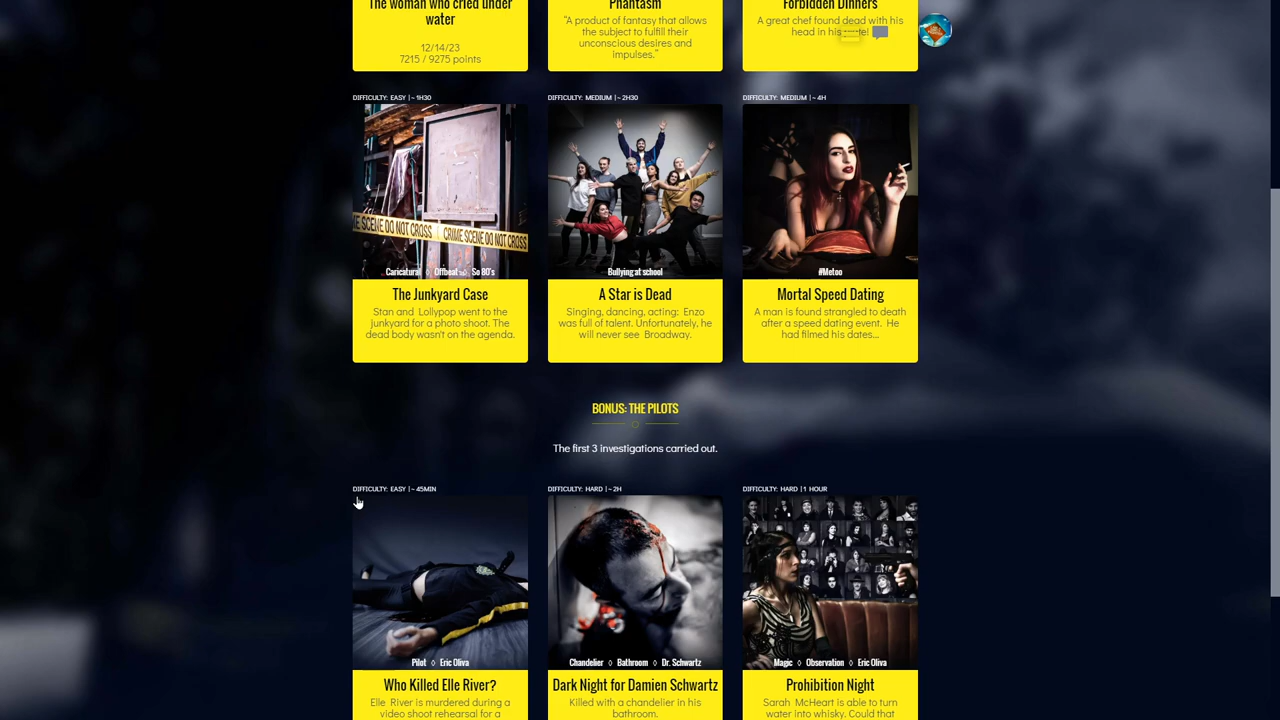 The woman who cried under
water
12/14/23
7215 / 9275 points
Phantasm
"A product of fantasy that allows
the subject to fulfill their
unconscious desires and
impulses."
Forbidden Dinners
A great chef found dead with his
head in his
DIFFICULTY: EASY | ~ 1H30
DIFFICULTY: MEDIUM | ~ 2H30
DIFFICULTY: MEDIUM | ~ 4H
CRIME SCENE DO NOT CROSS
Caricatural ◊ Offbeat ◊ So 80's
The Junkyard Case
Stan and Lollypop went to the
junkyard for a photo shoot. The
dead body wasn't on the agenda.
Bullying at school
A Star is Dead
Singing, dancing, acting: Enzo
was full of talent. Unfortunately, he
will never see Broadway.
#Metoo
Mortal Speed Dating
A man is found strangled to death
after a speed dating event. He
had filmed his dates...
BONUS: THE PILOTS
The first 3 investigations carried out.
DIFFICULTY: EASY | ~ 45MIN
DIFFICULTY: HARD | ~ 2H
DIFFICULTY: HARD | 1 HOUR
Pilot ◊ Eric Oliva
Who Killed Elle River?
Elle River is murdered during a
video shoot rehearsal for a
Chandelier ◊ Bathroom ◊ Dr. Schwartz
Dark Night for Damien Schwartz
Killed with a chandelier in his
bathroom.
Magic ◊ Observation ◊ Eric Oliva
Prohibition Night
Sarah McHeart is able to turn
water into whisky. Could that